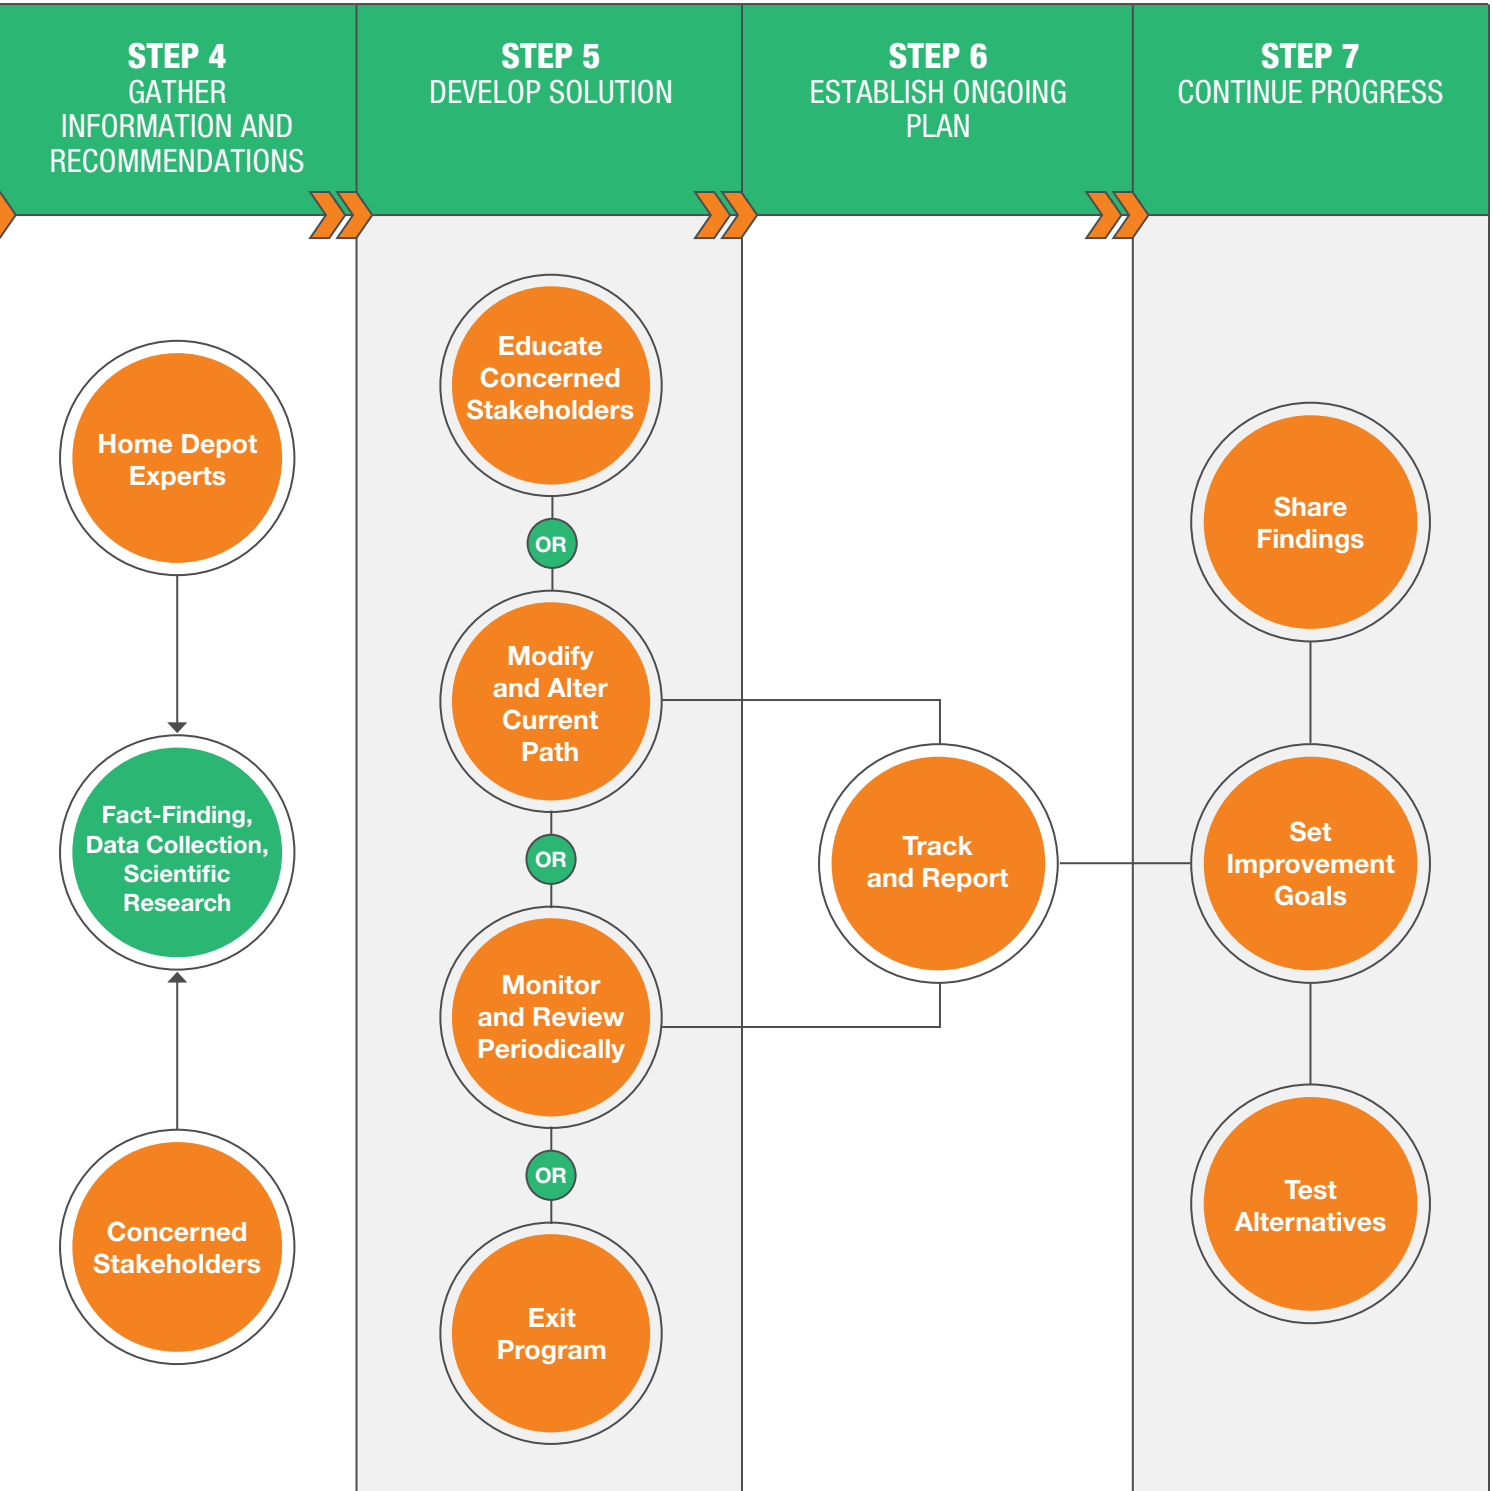 STEP 4
GATHER
INFORMATION AND
RECOMMENDATIONS
STEP 5
DEVELOP SOLUTION
STEP 6
ESTABLISH ONGOING
PLAN
STEP 7
CONTINUE PROGRESS
Home Depot
Experts
Fact-Finding,
Data Collection,
Scientific
Research
Concerned
Stakeholders
Educate
Concerned
Stakeholders
OR
Modify
and Alter
Current
Path
OR
Monitor
and Review
Periodically
OR
Exit
Program
Track
and Report
Share
Findings
Set
Improvement
Goals
Test
Alternatives